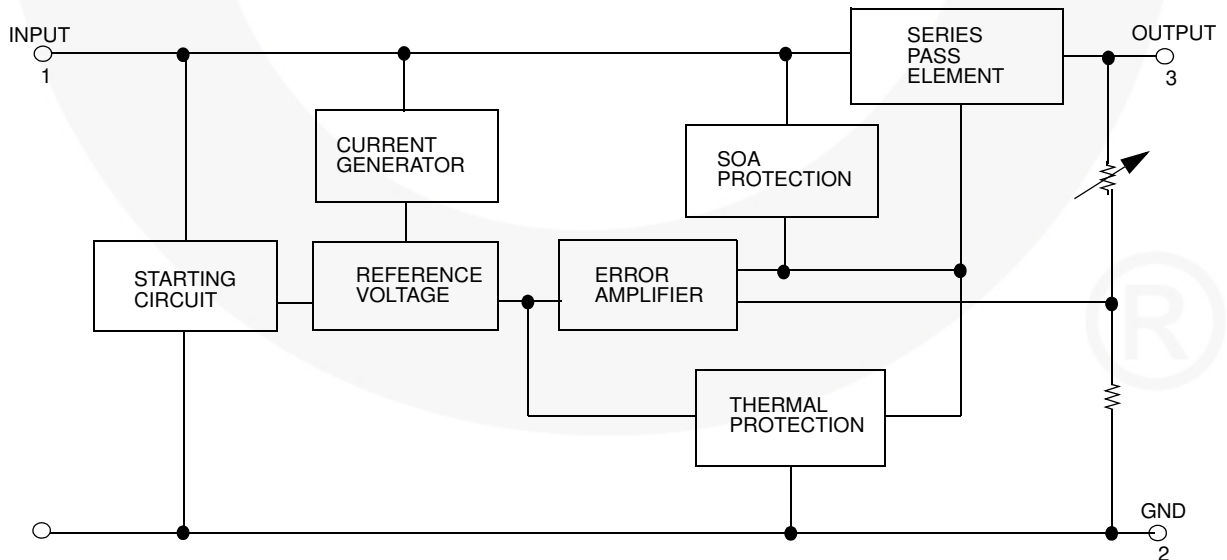 INPUT
1
SERIES
PASS
ELEMENT
OUTPUT
3
CURRENT
GENERATOR
SOA
PROTECTION
STARTING
CIRCUIT
REFERENCE
VOLTAGE
ERROR
AMPLIFIER
THERMAL
PROTECTION
GND
2
®